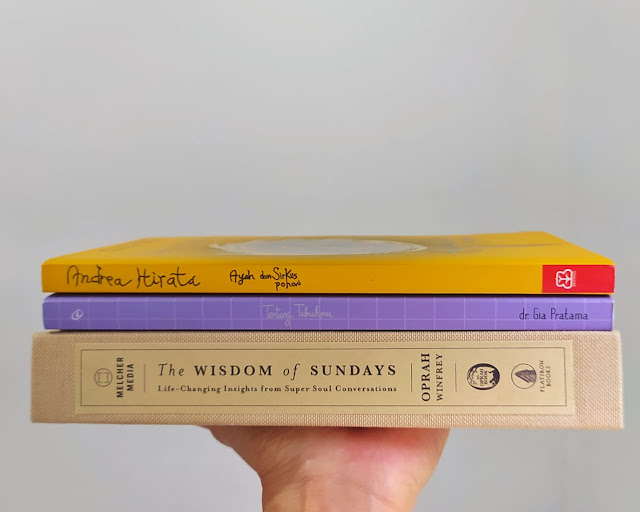 Andrea Hirata
Ayah dan Sirkus
pohon
Tentang Tubuhmu
dr. Gia Pratama
MELCHER
MEDIA
The WISDOM of SUNDAYS
Life-Changing Insights from Super Soul Conversations
OPRAH
WINFREY
FLATIRON
BOOKS